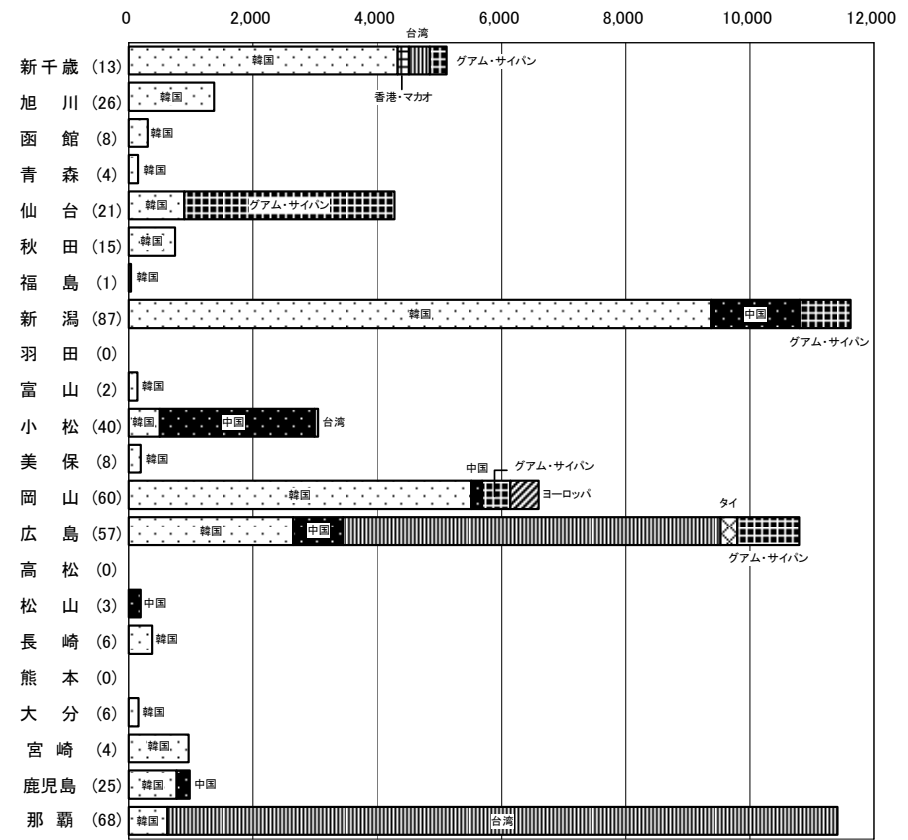 0 2,000 4,000 6,000 8,000 10,000 12,000
台湾
新千歳 (13) 韓国 グアム・サイパン
香港・マカオ
旭川 (26) 韓国
函館 (8) 韓国
青森 (4) 韓国
仙台 (21) 韓国 グアム・サイパン
秋田 (15) 韓国
福島 (1) 韓国
新潟 (87) 韓国 中国
グアム・サイパン
羽田 (0)
富山 (2) 韓国
小松 (40) 韓国 中国 台湾
美保 (8) 韓国
中国 グアム・サイパン
岡山 (60) 韓国 ヨーロッパ
タイ
広島 (57) 韓国 中国
グアム・サイパン
高松 (0)
松山 (3) 中国
長崎 (6) 韓国
熊本 (0)
大分 (6) 韓国
宮崎 (4) 韓国
鹿児島 (25) 韓国 中国
那覇 (68) 韓国 台湾